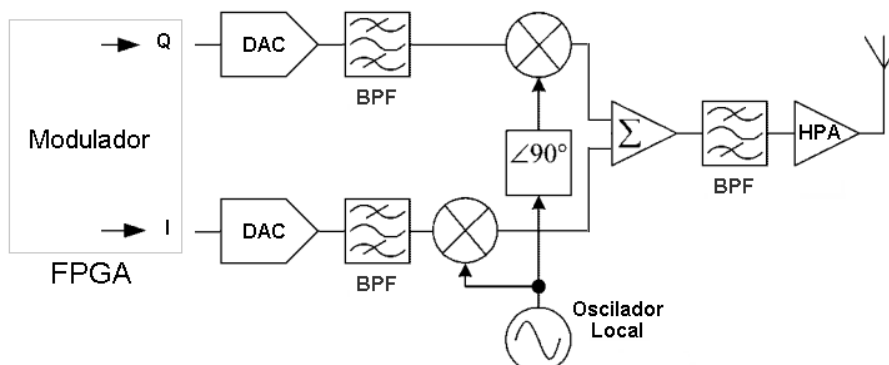 Q
DAC
BPF
Modulador
∠90°
Σ
BPF
HPA
I
DAC
BPF
FPGA
Oscilador
Local